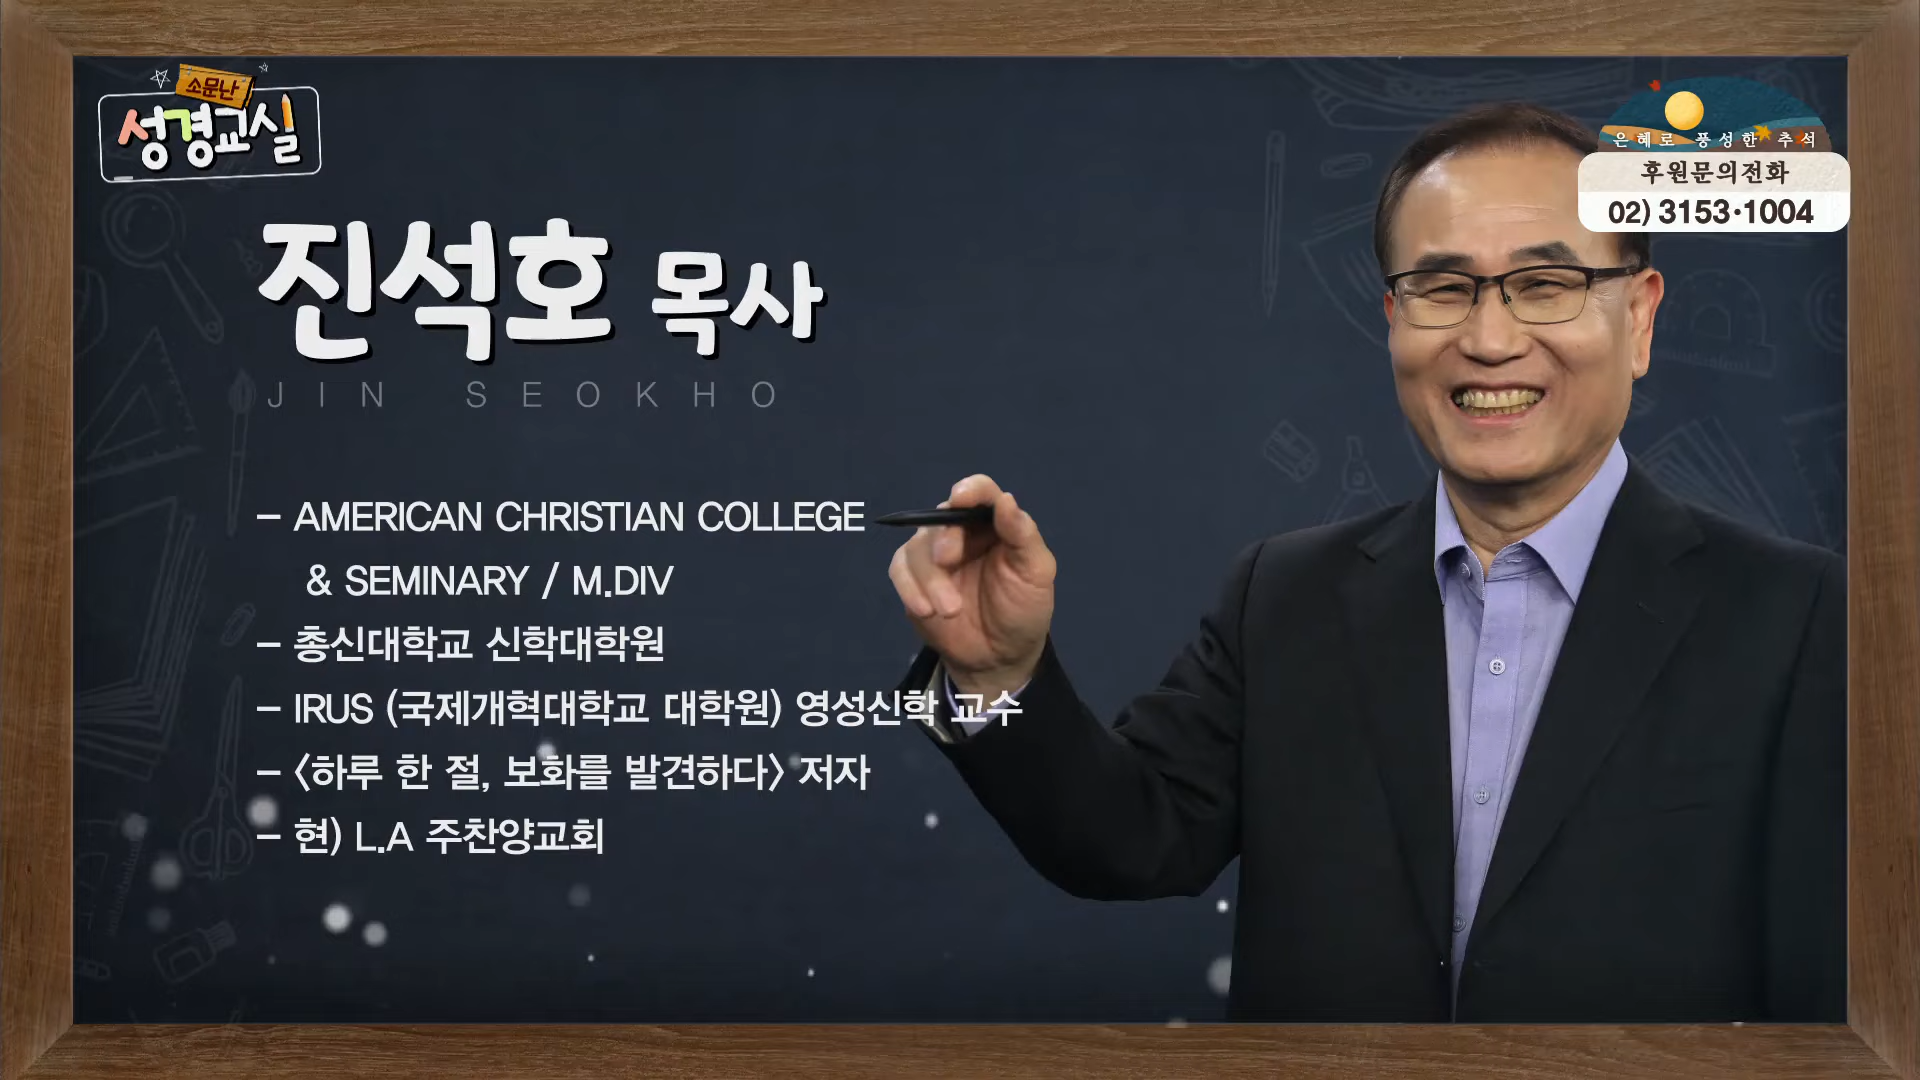 소문난
성경교실
은혜로 풍성한 추석
후원문의전화
02) 3153·1004
진석호 목사
JIN SEOKHO
– AMERICAN CHRISTIAN COLLEGE
& SEMINARY / M.DIV
– 총신대학교 신학대학원
– IRUS (국제개혁대학교 대학원) 영성신학 교수
– 〈하루 한 절, 보화를 발견하다〉 저자
– 현) L.A 주찬양교회